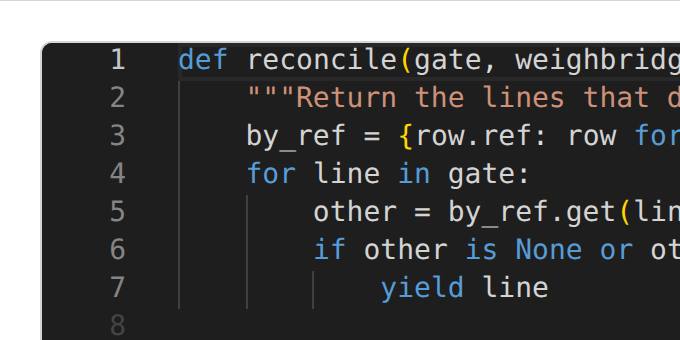 1 def reconcile(gate, weighbridg
2 """Return the lines that d
3 by_ref = {row.ref: row for
4 for line in gate:
5 other = by_ref.get(lin
6 if other is None or ot
7 yield line
8